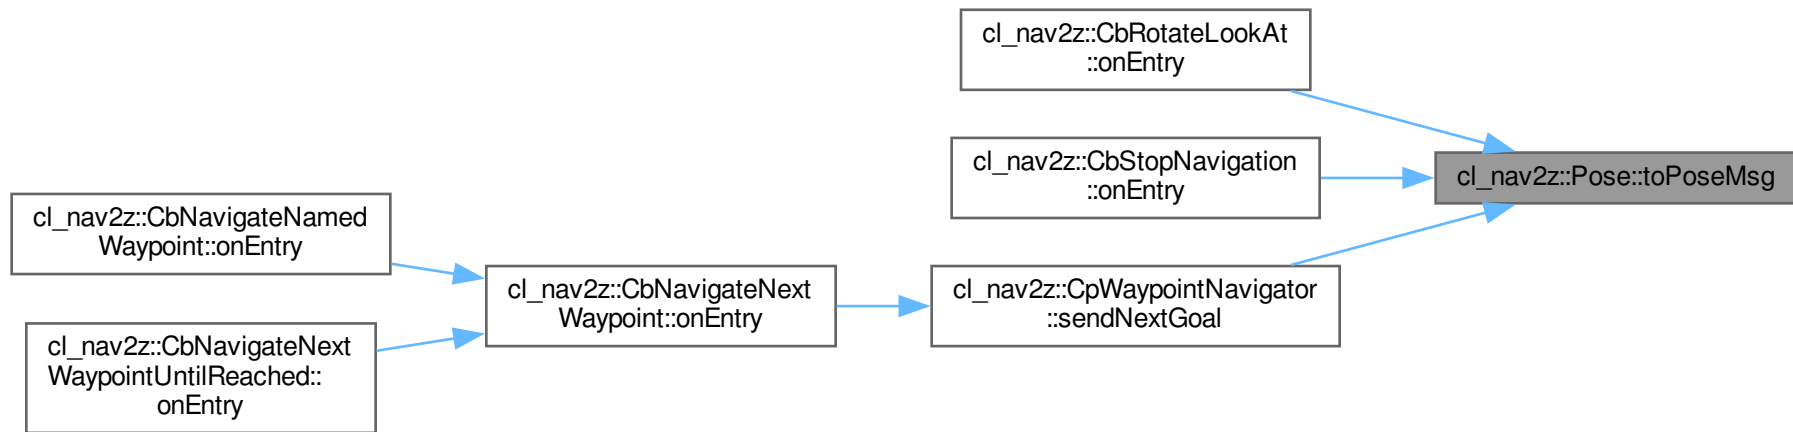 cl_nav2z::CbRotateLookAt
::onEntry
cl_nav2z::CbStopNavigation
::onEntry
cl_nav2z::Pose::toPoseMsg
cl_nav2z::CbNavigateNamed
Waypoint::onEntry
cl_nav2z::CbNavigateNext
Waypoint::onEntry
cl_nav2z::CpWaypointNavigator
::sendNextGoal
cl_nav2z::CbNavigateNext
WaypointUntilReached::
onEntry